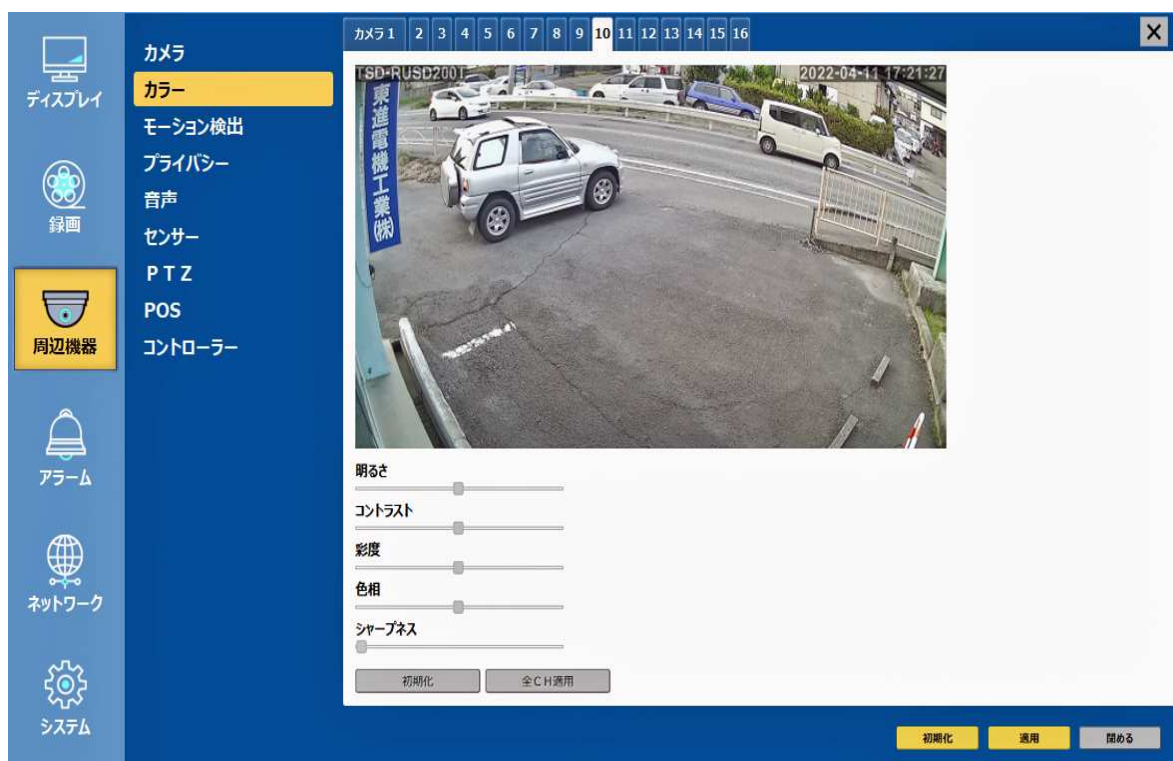 ディスプレイ
録画
周辺機器
アラーム
ネットワーク
システム
カメラ
カラー
モーション検出
プライバシー
音声
センサー
ＰＴＺ
POS
コントローラー
カメラ 1 2 3 4 5 6 7 8 9 10 11 12 13 14 15 16
X
TSD-RUSD200T
2022-04-11 17:21:27
東進電機工業(株)
明るさ
コントラスト
彩度
色相
シャープネス
初期化 全ＣＨ適用
初期化 適用 閉める